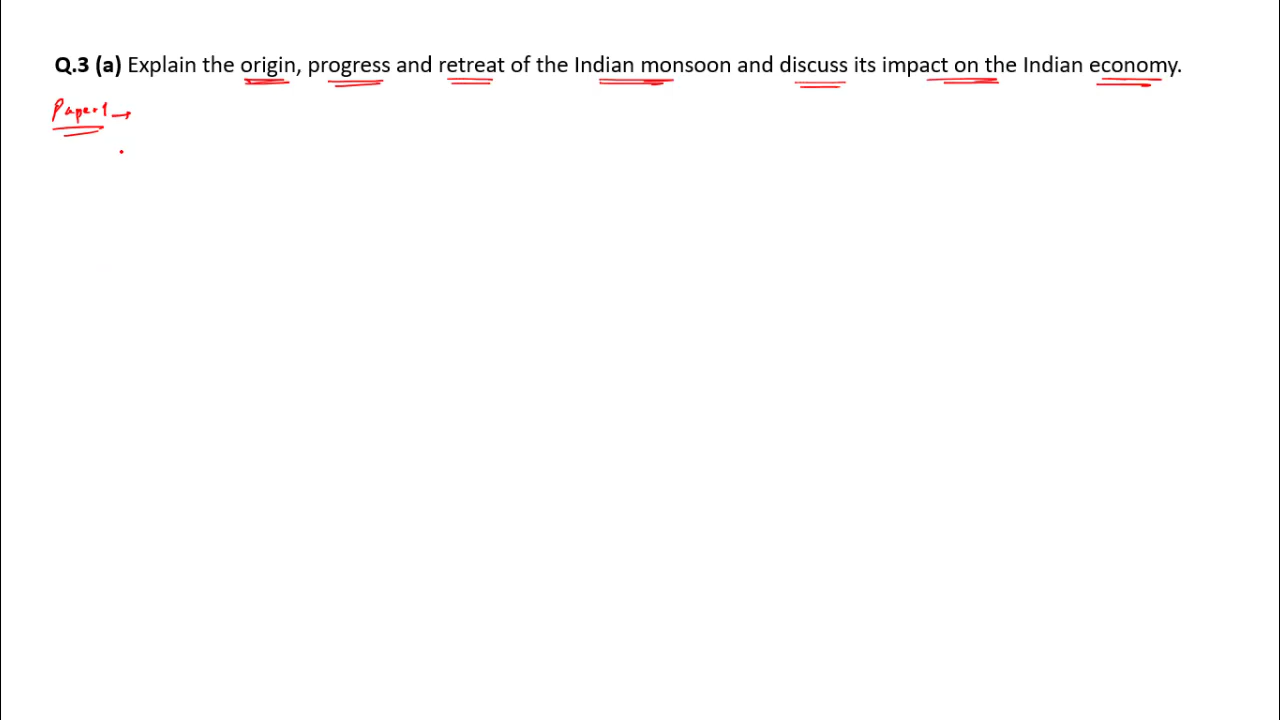 Q.3 (a) Explain the origin, progress and retreat of the Indian monsoon and discuss its impact on the Indian economy.
Paper-1 →